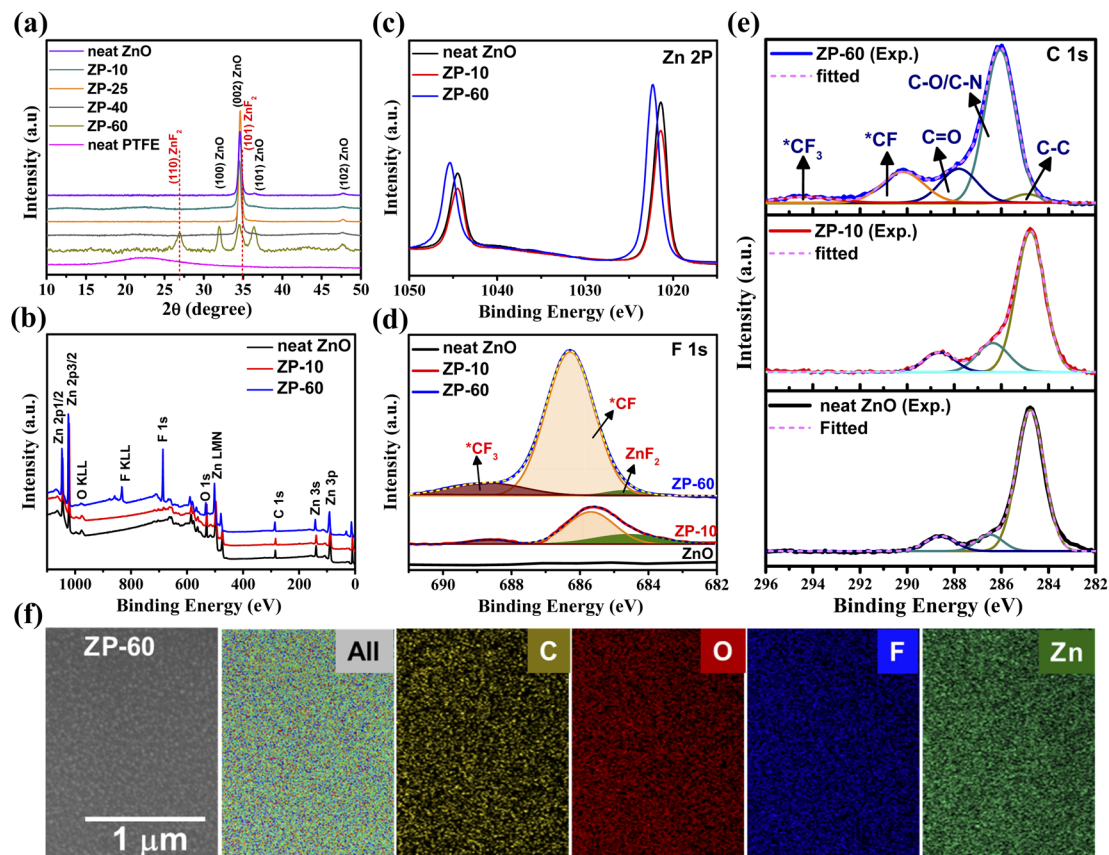 (a)
neat ZnO
ZP-10
ZP-25
ZP-40
ZP-60
neat PTFE
(110) ZnF2
(100) ZnO
(002) ZnO
(101) ZnF2
(101) ZnO
(102) ZnO
Intensity (a.u)
10 15 20 25 30 35 40 45 50
2θ (degree)
(b)
neat ZnO
ZP-10
ZP-60
Zn 2p1/2
Zn 2p3/2
O KLL
F KLL
F 1s
O 1s
Zn LMN
C 1s
Zn 3s
Zn 3p
Intensity (a.u.)
1000 800 600 400 200 0
Binding Energy (eV)
(c)
Zn 2P
neat ZnO
ZP-10
ZP-60
Intensity (a.u.)
1050 1040 1030 1020
Binding Energy (eV)
(d)
F 1s
neat ZnO
ZP-10
ZP-60
*CF3
*CF
ZnF2
ZP-60
ZP-10
ZnO
Intensity (a.u.)
690 688 686 684 682
Binding Energy (eV)
(e)
C 1s
ZP-60 (Exp.)
fitted
C-O/C-N
*CF3
*CF
C=O
C-C
ZP-10 (Exp.)
fitted
neat ZnO (Exp.)
Fitted
Intensity (a.u.)
296 294 292 290 288 286 284 282
Binding Energy (eV)
(f)
ZP-60
1 μm
All
C
O
F
Zn